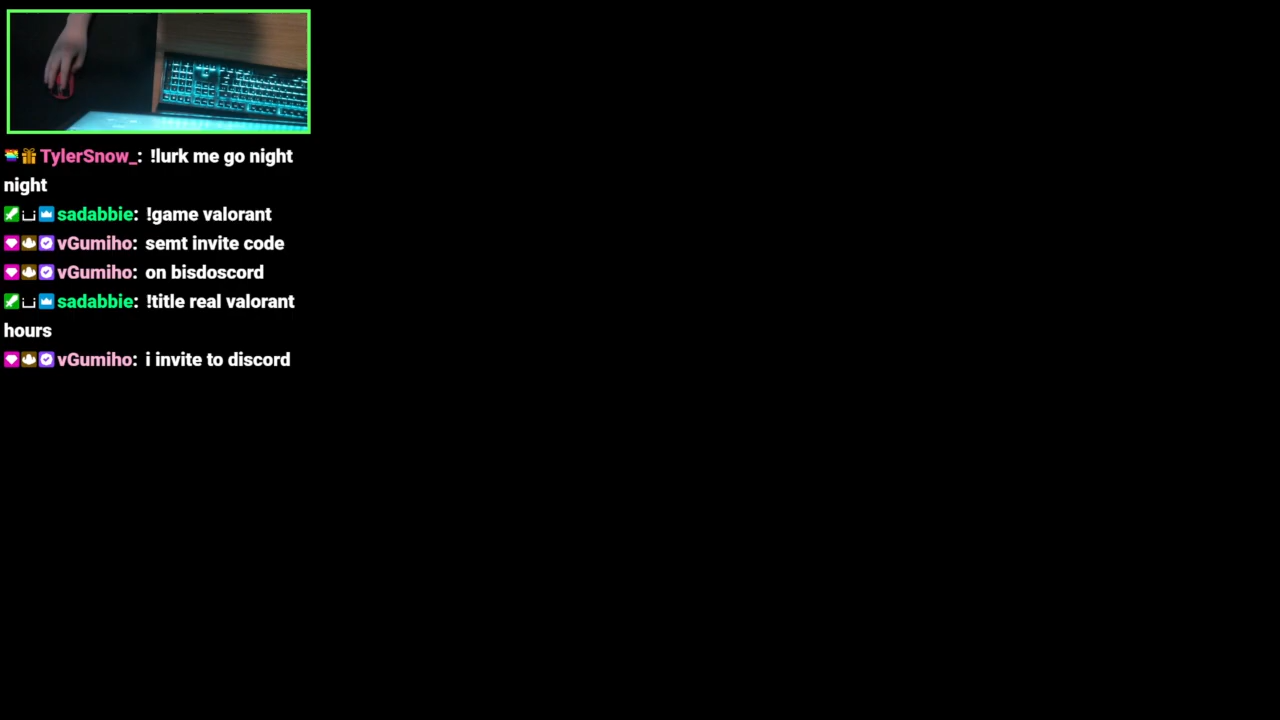 TylerSnow_: !lurk me go night
night
sadabbie: !game valorant
vGumiho: semt invite code
vGumiho: on bisdoscord
sadabbie: !title real valorant
hours
vGumiho: i invite to discord